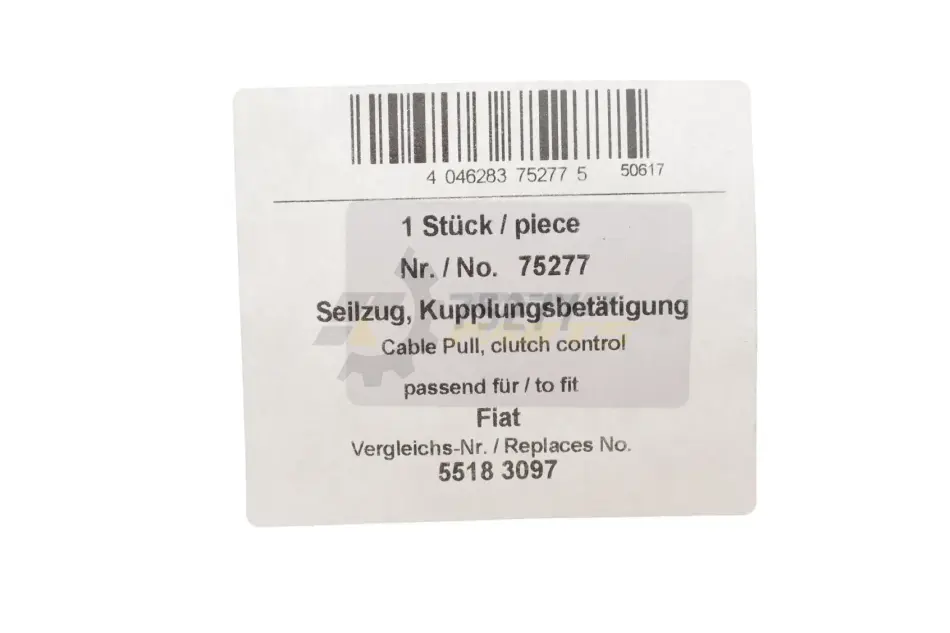 4 046283 75277 5 50617
1 Stück / piece
Nr. / No. 75277
Seilzug, Kupplungsbetätigung
Cable Pull, clutch control
passend für / to fit
Fiat
Vergleichs-Nr. / Replaces No.
5518 3097